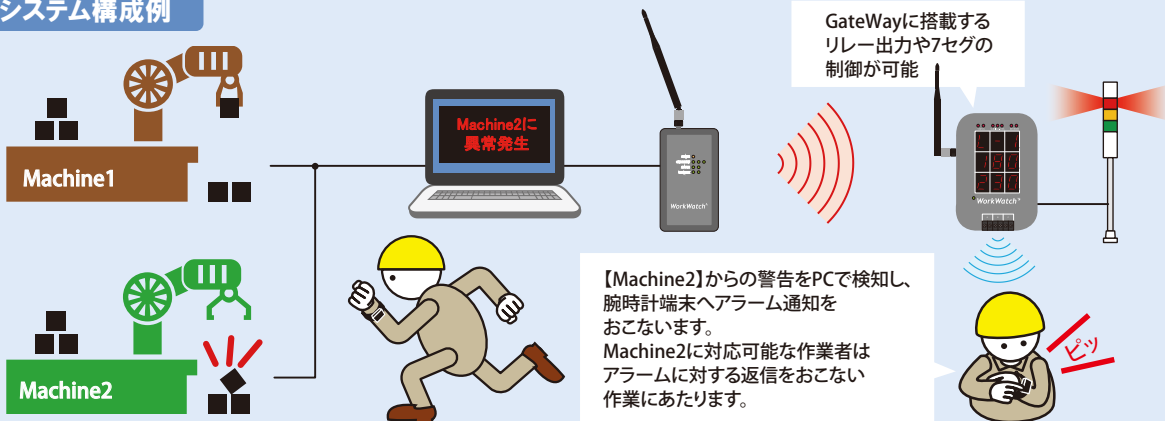 システム構成例
GateWayに搭載する
リレー出力や7セグの
制御が可能
Machine1
Machine2に
異常発生
WorkWatch
L-1
180
230
WorkWatch
Machine2
【Machine2】からの警告をPCで検知し、
腕時計端末へアラーム通知を
おこないます。
Machine2に対応可能な作業者は
アラームに対する返信をおこない
作業にあたります。
ピッ